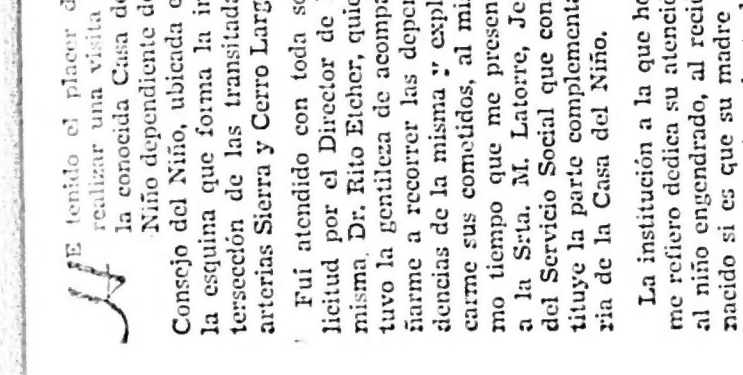 HE tenido el placer d
realizar una visita
la conocida Casa de
Niño dependiente de
Consejo del Niño, ubicada e
la esquina que forma la in
tersección de las transitada
arterias Sierra y Cerro Larg
Fuí atendido con toda so
licitud por el Director de
misma, Dr. Rito Etcher, quie
tuvo la gentileza de acompa
ñarme a recorrer las depen
dencias de la misma y expl
carme sus cometidos, al mi
mo tiempo que me presen
a la Srta. M. Latorre, Je
del Servicio Social que con
tituye la parte complementa
ria de la Casa del Niño.
La institución a la que he
me refiero dedica su atenció
al niño engendrado, al recié
nacido si es que su madre